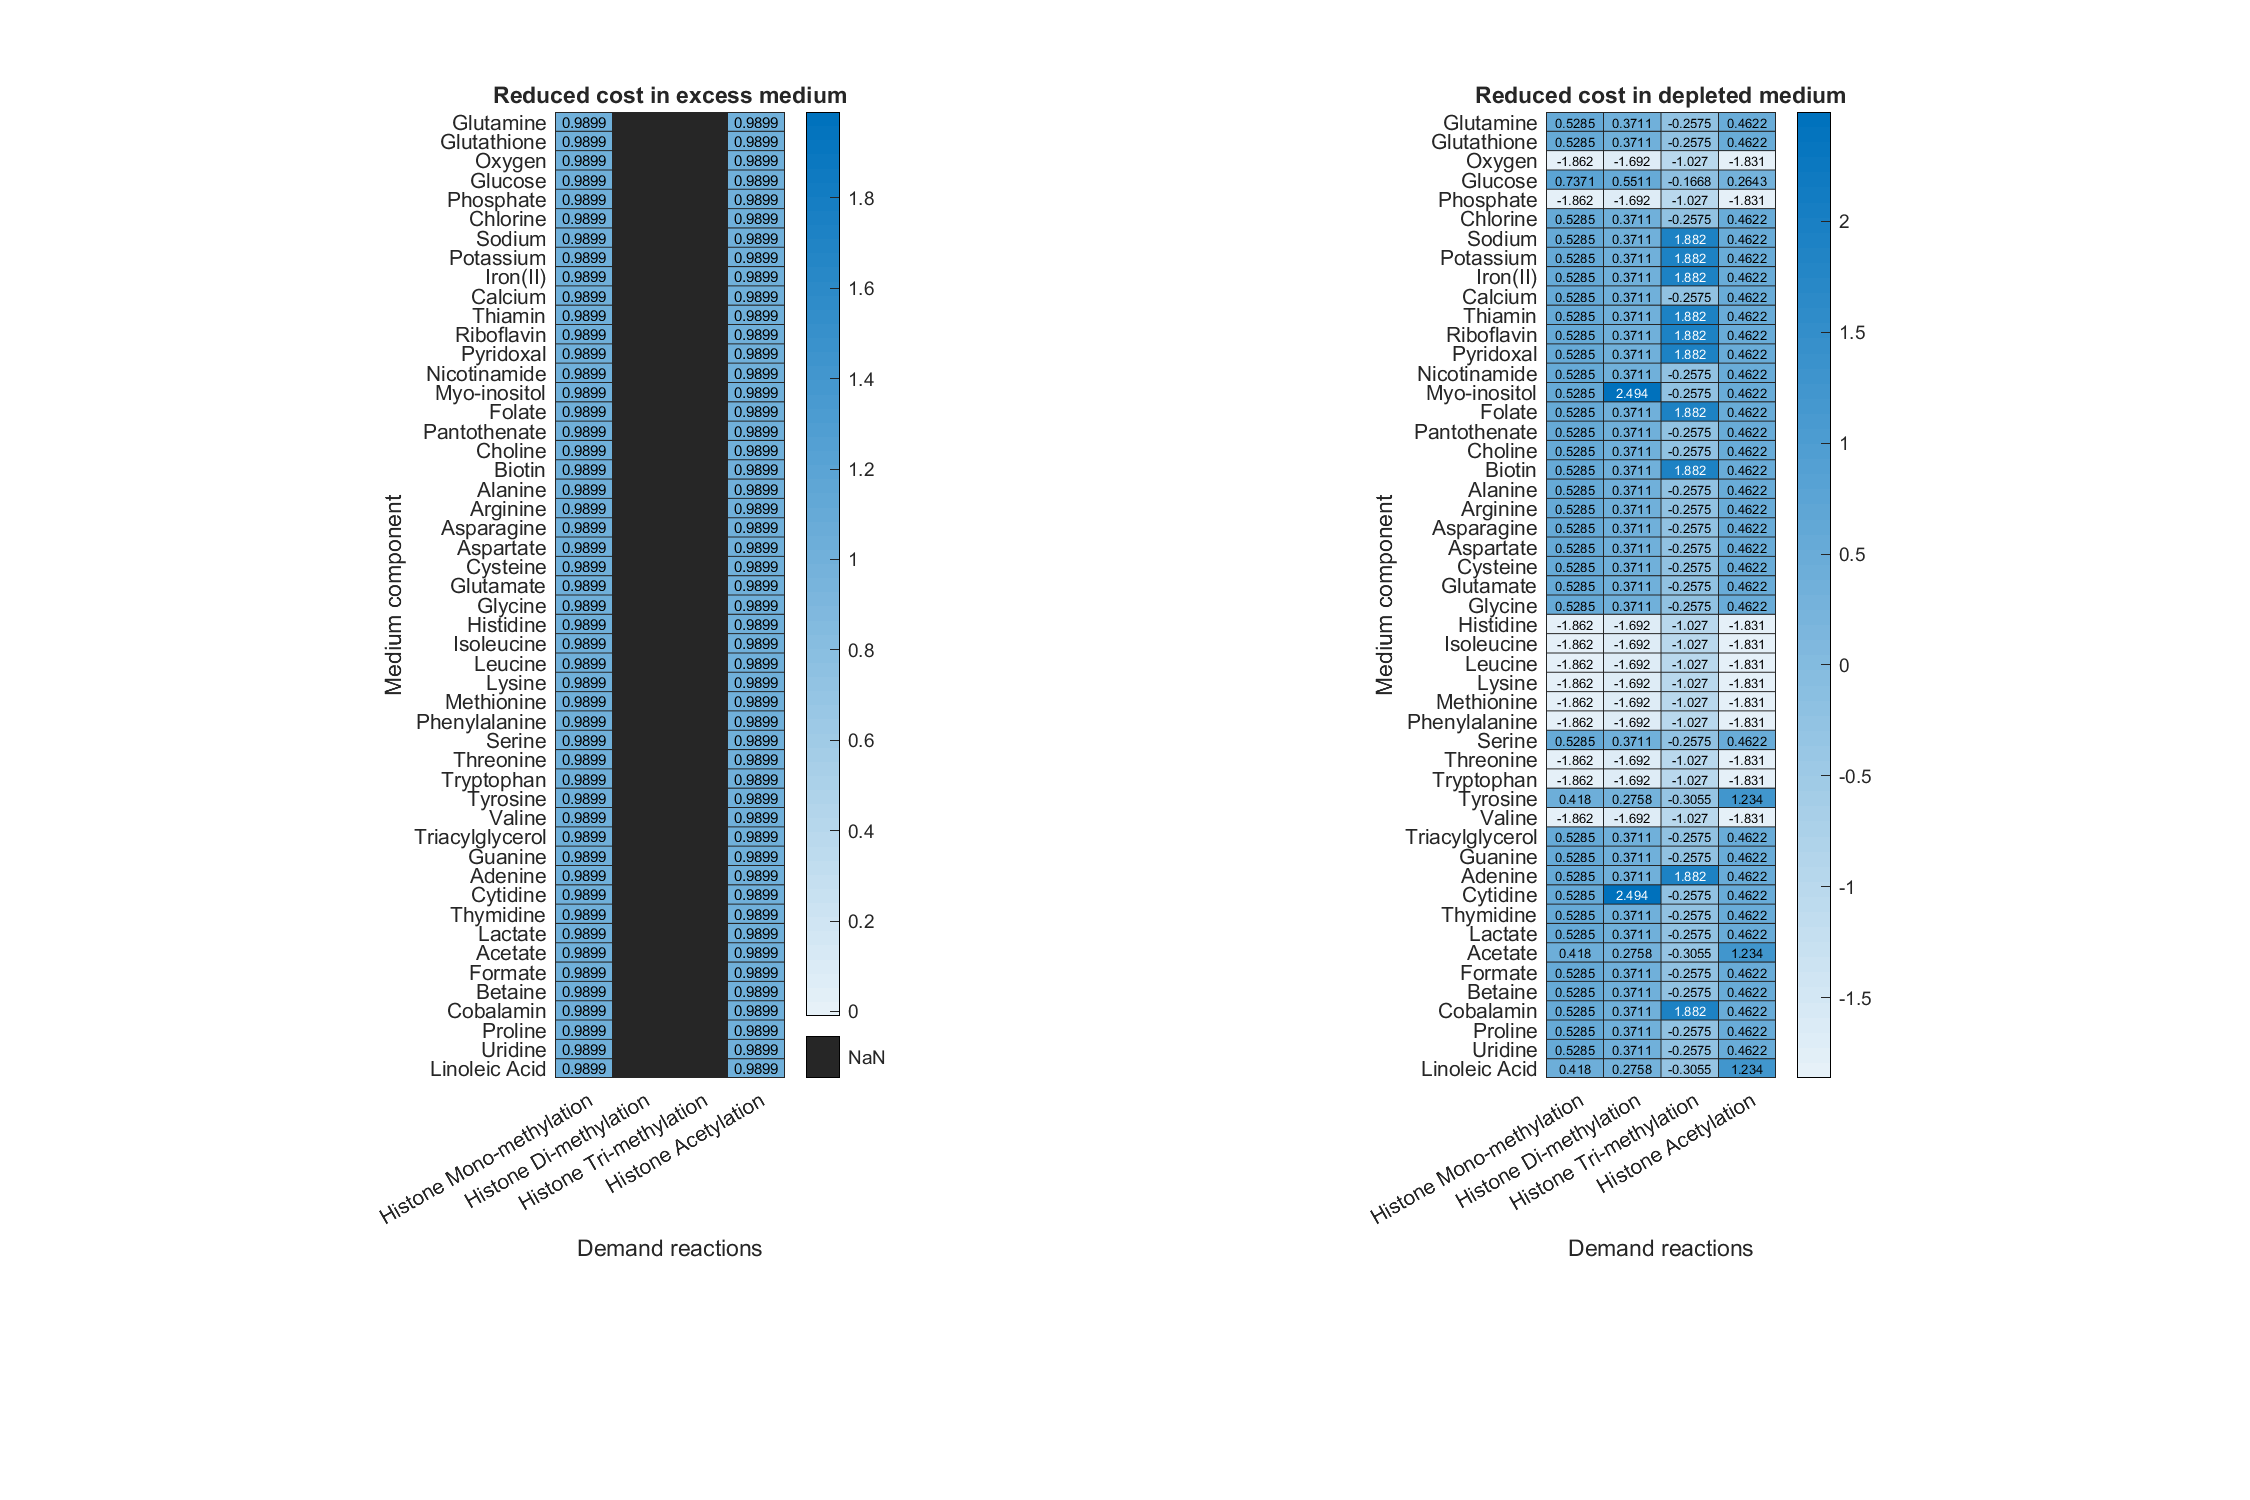 Reduced cost in excess medium
Medium component
Glutamine 0.9899 0.9899
Glutathione 0.9899 0.9899
Oxygen 0.9899 0.9899
Glucose 0.9899 0.9899
Phosphate 0.9899 0.9899
Chlorine 0.9899 0.9899
Sodium 0.9899 0.9899
Potassium 0.9899 0.9899
Iron(II) 0.9899 0.9899
Calcium 0.9899 0.9899
Thiamin 0.9899 0.9899
Riboflavin 0.9899 0.9899
Pyridoxal 0.9899 0.9899
Nicotinamide 0.9899 0.9899
Myo-inositol 0.9899 0.9899
Folate 0.9899 0.9899
Pantothenate 0.9899 0.9899
Choline 0.9899 0.9899
Biotin 0.9899 0.9899
Alanine 0.9899 0.9899
Arginine 0.9899 0.9899
Asparagine 0.9899 0.9899
Aspartate 0.9899 0.9899
Cysteine 0.9899 0.9899
Glutamate 0.9899 0.9899
Glycine 0.9899 0.9899
Histidine 0.9899 0.9899
Isoleucine 0.9899 0.9899
Leucine 0.9899 0.9899
Lysine 0.9899 0.9899
Methionine 0.9899 0.9899
Phenylalanine 0.9899 0.9899
Serine 0.9899 0.9899
Threonine 0.9899 0.9899
Tryptophan 0.9899 0.9899
Tyrosine 0.9899 0.9899
Valine 0.9899 0.9899
Triacylglycerol 0.9899 0.9899
Guanine 0.9899 0.9899
Adenine 0.9899 0.9899
Cytidine 0.9899 0.9899
Thymidine 0.9899 0.9899
Lactate 0.9899 0.9899
Acetate 0.9899 0.9899
Formate 0.9899 0.9899
Betaine 0.9899 0.9899
Cobalamin 0.9899 0.9899
Proline 0.9899 0.9899
Uridine 0.9899 0.9899
Linoleic Acid 0.9899 0.9899
1.8
1.6
1.4
1.2
1
0.8
0.6
0.4
0.2
0
NaN
Histone Mono-methylation
Histone Di-methylation
Histone Tri-methylation
Histone Acetylation
Demand reactions
Reduced cost in depleted medium
Medium component
Glutamine 0.5285 0.3711 -0.2575 0.4622
Glutathione 0.5285 0.3711 -0.2575 0.4622
Oxygen -1.862 -1.692 -1.027 -1.831
Glucose 0.7371 0.5511 -0.1668 0.2643
Phosphate -1.862 -1.692 -1.027 -1.831
Chlorine 0.5285 0.3711 -0.2575 0.4622
Sodium 0.5285 0.3711 1.882 0.4622
Potassium 0.5285 0.3711 1.882 0.4622
Iron(II) 0.5285 0.3711 1.882 0.4622
Calcium 0.5285 0.3711 -0.2575 0.4622
Thiamin 0.5285 0.3711 1.882 0.4622
Riboflavin 0.5285 0.3711 1.882 0.4622
Pyridoxal 0.5285 0.3711 1.882 0.4622
Nicotinamide 0.5285 0.3711 -0.2575 0.4622
Myo-inositol 0.5285 2.494 -0.2575 0.4622
Folate 0.5285 0.3711 1.882 0.4622
Pantothenate 0.5285 0.3711 -0.2575 0.4622
Choline 0.5285 0.3711 -0.2575 0.4622
Biotin 0.5285 0.3711 1.882 0.4622
Alanine 0.5285 0.3711 -0.2575 0.4622
Arginine 0.5285 0.3711 -0.2575 0.4622
Asparagine 0.5285 0.3711 -0.2575 0.4622
Aspartate 0.5285 0.3711 -0.2575 0.4622
Cysteine 0.5285 0.3711 -0.2575 0.4622
Glutamate 0.5285 0.3711 -0.2575 0.4622
Glycine 0.5285 0.3711 -0.2575 0.4622
Histidine -1.862 -1.692 -1.027 -1.831
Isoleucine -1.862 -1.692 -1.027 -1.831
Leucine -1.862 -1.692 -1.027 -1.831
Lysine -1.862 -1.692 -1.027 -1.831
Methionine -1.862 -1.692 -1.027 -1.831
Phenylalanine -1.862 -1.692 -1.027 -1.831
Serine 0.5285 0.3711 -0.2575 0.4622
Threonine -1.862 -1.692 -1.027 -1.831
Tryptophan -1.862 -1.692 -1.027 -1.831
Tyrosine 0.418 0.2758 -0.3055 1.234
Valine -1.862 -1.692 -1.027 -1.831
Triacylglycerol 0.5285 0.3711 -0.2575 0.4622
Guanine 0.5285 0.3711 -0.2575 0.4622
Adenine 0.5285 0.3711 1.882 0.4622
Cytidine 0.5285 2.494 -0.2575 0.4622
Thymidine 0.5285 0.3711 -0.2575 0.4622
Lactate 0.5285 0.3711 -0.2575 0.4622
Acetate 0.418 0.2758 -0.3055 1.234
Formate 0.5285 0.3711 -0.2575 0.4622
Betaine 0.5285 0.3711 -0.2575 0.4622
Cobalamin 0.5285 0.3711 1.882 0.4622
Proline 0.5285 0.3711 -0.2575 0.4622
Uridine 0.5285 0.3711 -0.2575 0.4622
Linoleic Acid 0.418 0.2758 -0.3055 1.234
2
1.5
1
0.5
0
-0.5
-1
-1.5
Histone Mono-methylation
Histone Di-methylation
Histone Tri-methylation
Histone Acetylation
Demand reactions